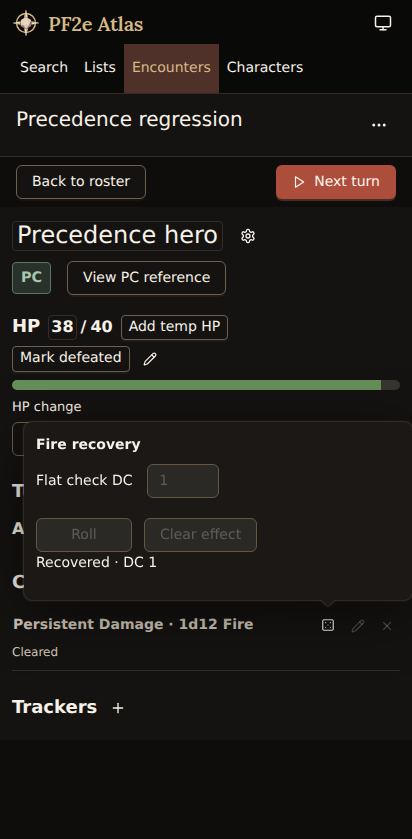 PF2e Atlas
Search Lists Encounters Characters
Precedence regression
...
Back to roster Next turn
Precedence hero
PC View PC reference
HP 38 / 40 Add temp HP
Mark defeated
HP change
Fire recovery
Flat check DC 1
Roll Clear effect
Recovered · DC 1
T
A
C
Persistent Damage · 1d12 Fire
Cleared
Trackers +